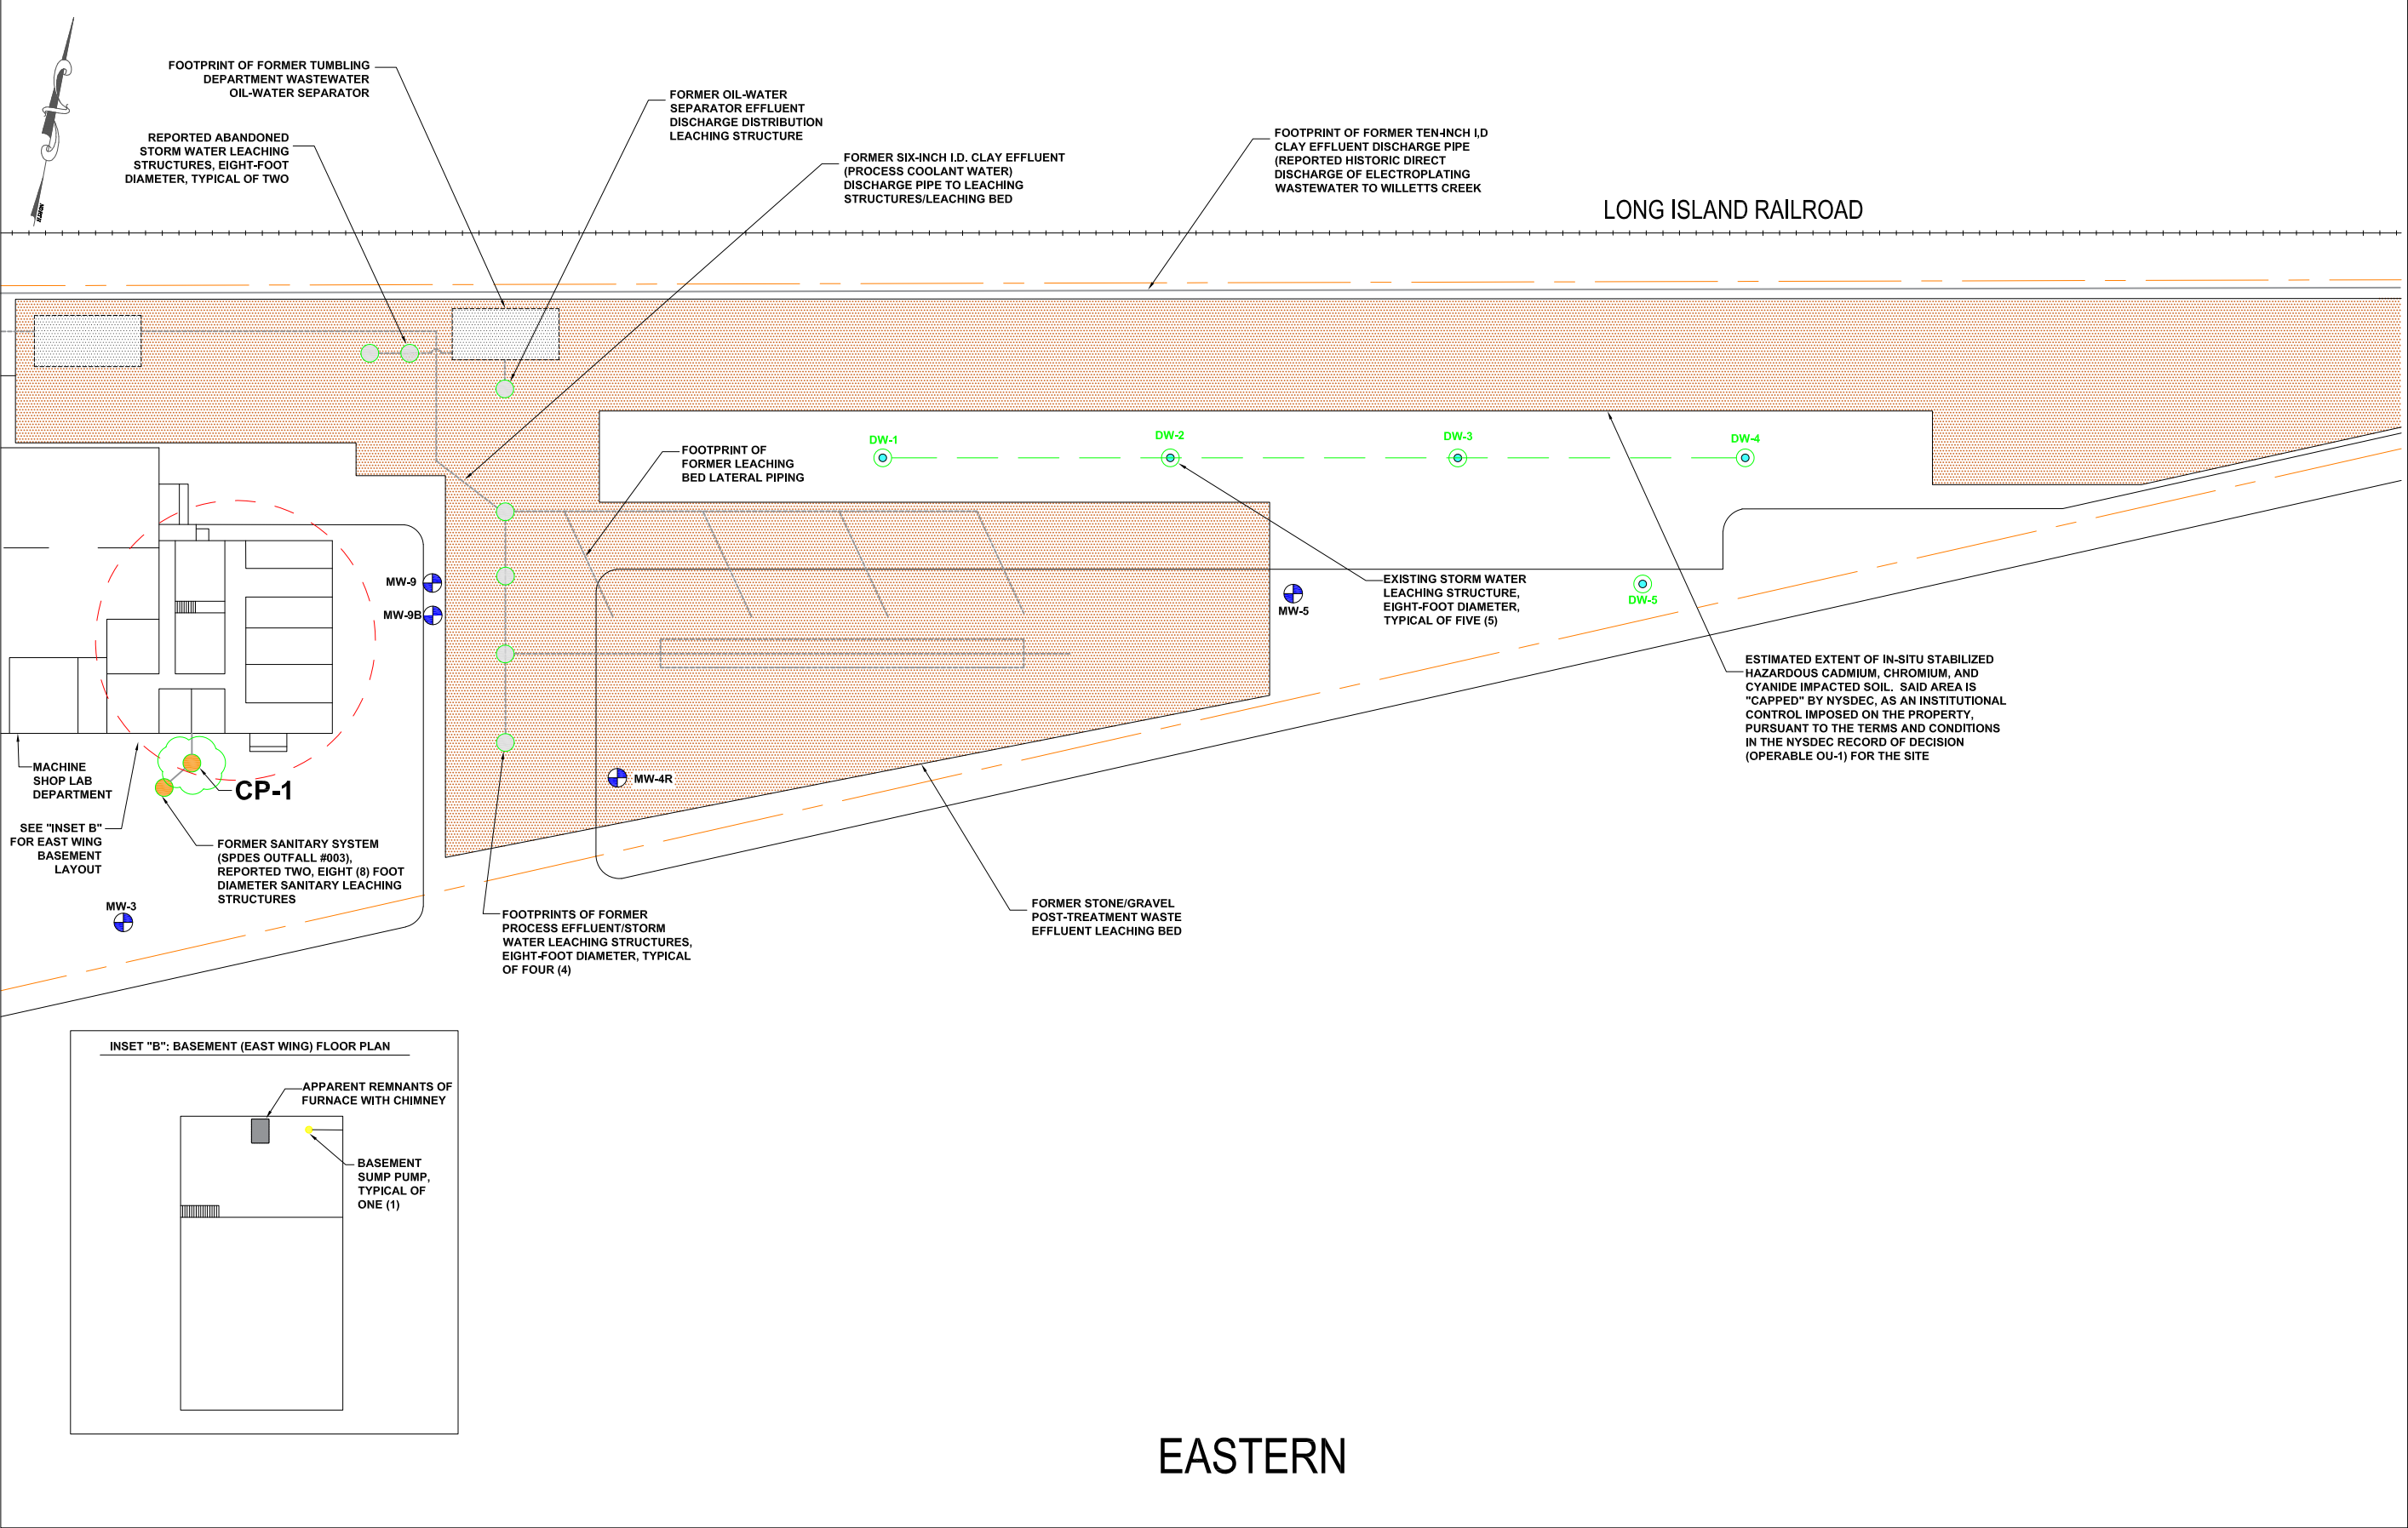 FOOTPRINT OF FORMER TUMBLING
DEPARTMENT WASTEWATER
OIL-WATER SEPARATOR
REPORTED ABANDONED
STORM WATER LEACHING
STRUCTURES, EIGHT-FOOT
DIAMETER, TYPICAL OF TWO
FORMER OIL-WATER
SEPARATOR EFFLUENT
DISCHARGE DISTRIBUTION
LEACHING STRUCTURE
FORMER SIX-INCH I.D. CLAY EFFLUENT
(PROCESS COOLANT WATER)
DISCHARGE PIPE TO LEACHING
STRUCTURES/LEACHING BED
FOOTPRINT OF FORMER TEN-INCH I,D
CLAY EFFLUENT DISCHARGE PIPE
(REPORTED HISTORIC DIRECT
DISCHARGE OF ELECTROPLATING
WASTEWATER TO WILLETTS CREEK
NORTH
LONG ISLAND RAILROAD
DW-1
DW-2
DW-3
DW-4
FOOTPRINT OF
FORMER LEACHING
BED LATERAL PIPING
MW-9
MW-9B
EXISTING STORM WATER
LEACHING STRUCTURE,
EIGHT-FOOT DIAMETER,
TYPICAL OF FIVE (5)
MW-5
DW-5
ESTIMATED EXTENT OF IN-SITU STABILIZED
HAZARDOUS CADMIUM, CHROMIUM, AND
CYANIDE IMPACTED SOIL. SAID AREA IS
"CAPPED" BY NYSDEC, AS AN INSTITUTIONAL
CONTROL IMPOSED ON THE PROPERTY,
PURSUANT TO THE TERMS AND CONDITIONS
IN THE NYSDEC RECORD OF DECISION
(OPERABLE OU-1) FOR THE SITE
MACHINE
SHOP LAB
DEPARTMENT
CP-1
MW-4R
SEE "INSET B"
FOR EAST WING
BASEMENT
LAYOUT
FORMER SANITARY SYSTEM
(SPDES OUTFALL #003),
REPORTED TWO, EIGHT (8) FOOT
DIAMETER SANITARY LEACHING
STRUCTURES
MW-3
FOOTPRINTS OF FORMER
PROCESS EFFLUENT/STORM
WATER LEACHING STRUCTURES,
EIGHT-FOOT DIAMETER, TYPICAL
OF FOUR (4)
FORMER STONE/GRAVEL
POST-TREATMENT WASTE
EFFLUENT LEACHING BED
INSET "B": BASEMENT (EAST WING) FLOOR PLAN
APPARENT REMNANTS OF
FURNACE WITH CHIMNEY
BASEMENT
SUMP PUMP,
TYPICAL OF
ONE (1)
EASTERN